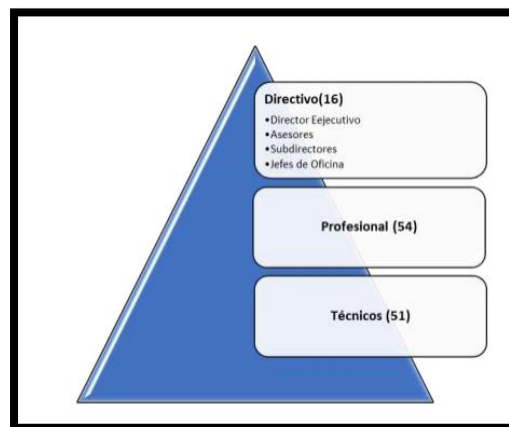 Directivo(16)
•Director Eejecutivo
•Asesores
•Subdirectores
•Jefes de Oficina
Profesional (54)
Técnicos (51)